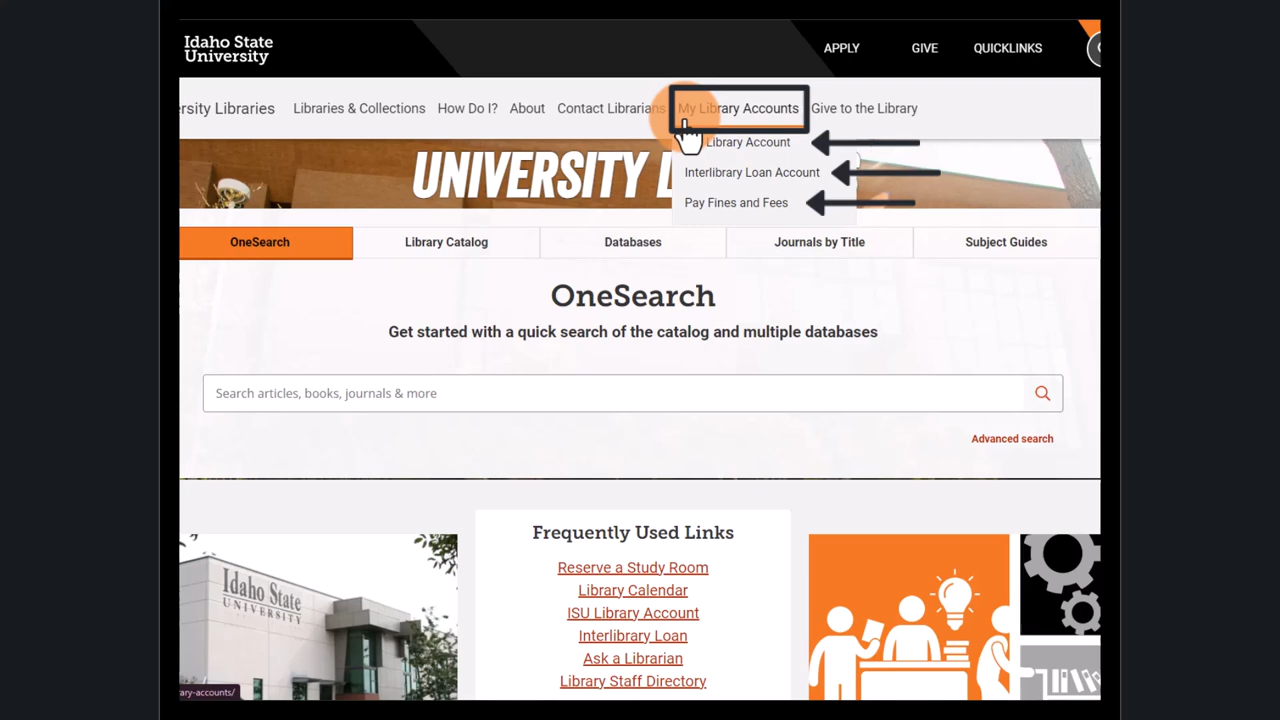 Idaho State
University
APPLY
GIVE
QUICKLINKS
Libraries
Libraries & Collections
How Do I?
About
Contact Librarians
My Library Accounts
Give to the Library
Library Account
Interlibrary Loan Account
Pay Fines and Fees
UNIVERSITY
OneSearch
Library Catalog
Databases
Journals by Title
Subject Guides
OneSearch
Get started with a quick search of the catalog and multiple databases
Search articles, books, journals & more
Advanced search
Frequently Used Links
Reserve a Study Room
Library Calendar
ISU Library Account
Interlibrary Loan
Ask a Librarian
Library Staff Directory
Idaho State
UNIVERSITY
rary-accounts/